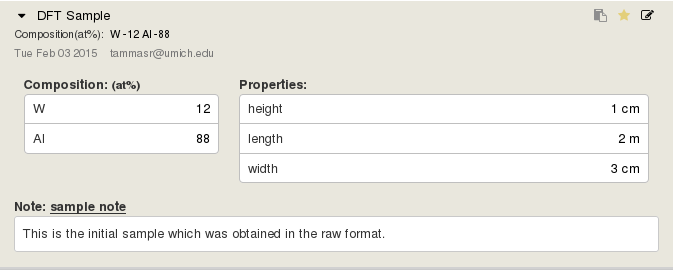 DFT Sample
Composition(at%): W-12 Al-88
Tue Feb 03 2015 tammasr@umich.edu
Composition: (at%)
W 12
Al 88
Properties:
height 1 cm
length 2 m
width 3 cm
Note: sample note
This is the initial sample which was obtained in the raw format.